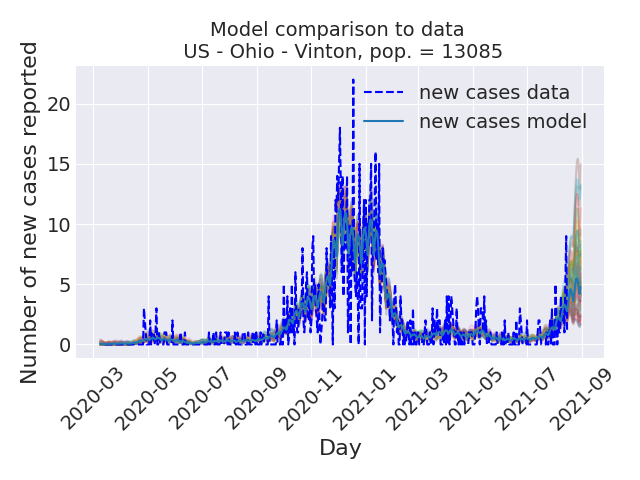 Model comparison to data
US - Ohio - Vinton, pop. = 13085
Number of new cases reported
20
15
10
5
0
new cases data
new cases model
2020-03
2020-05
2020-07
2020-09
2020-11
2021-01
2021-03
2021-05
2021-07
2021-09
Day